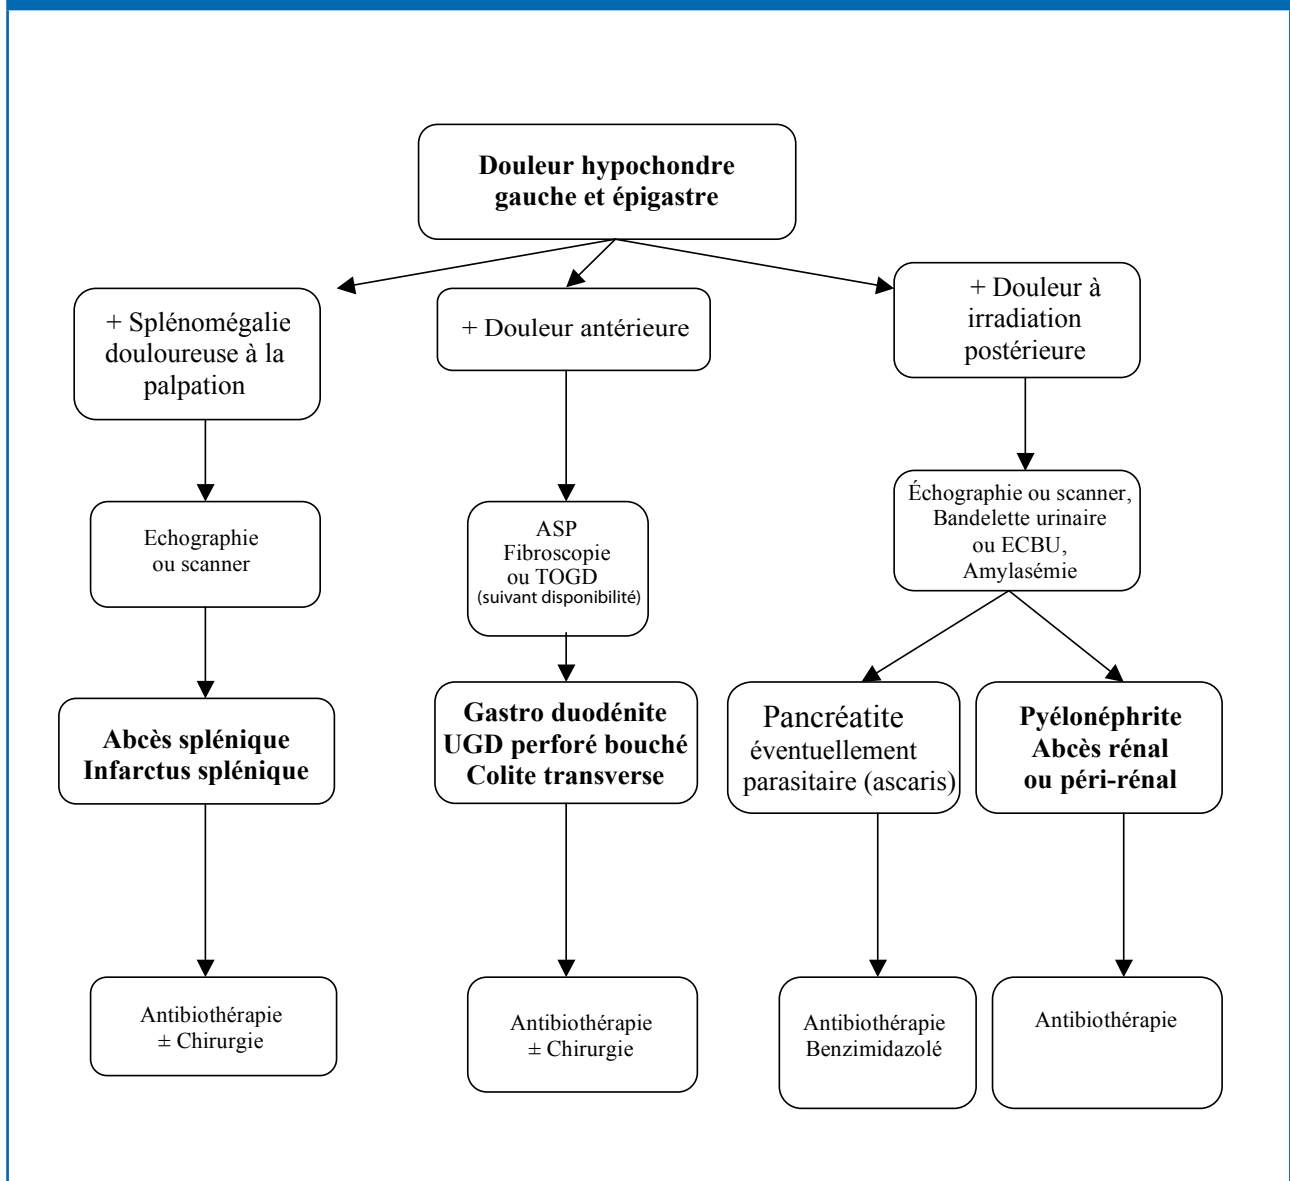 Douleur hypochondre
gauche et épigastre
+ Splénomégalie
douloureuse à la
palpation
+ Douleur antérieure
+ Douleur à
irradiation
postérieure
Echographie
ou scanner
ASP
Fibroscopie
ou TOGD
(suivant disponibilité)
Échographie ou scanner,
Bandelette urinaire
ou ECBU,
Amylasémie
Abcès splénique
Infarctus splénique
Gastro duodénite
UGD perforé bouché
Colite transverse
Pancréatite
éventuellement
parasitaire (ascaris)
Pyélonéphrite
Abcès rénal
ou péri-rénal
Antibiothérapie
± Chirurgie
Antibiothérapie
± Chirurgie
Antibiothérapie
Benzimidazolé
Antibiothérapie